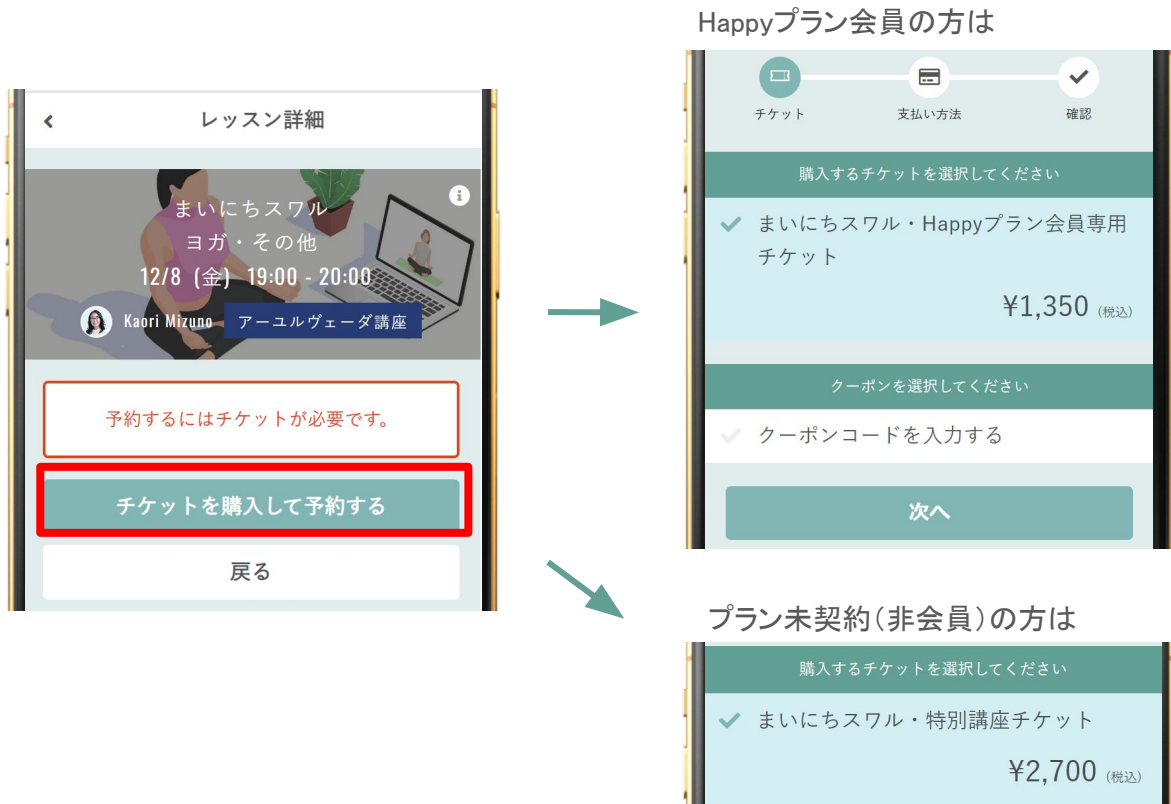 レッスン詳細
まいにちスワル
ヨガ・その他
12/8 (金) 19:00 - 20:00
Kaori Mizuno アーユルヴェーダ講座
予約するにはチケットが必要です。
チケットを購入して予約する
戻る
Happyプラン会員の方は
チケット 支払い方法 確認
購入するチケットを選択してください
まいにちスワル・Happyプラン会員専用
チケット
¥1,350 (税込)
クーポンを選択してください
クーポンコードを入力する
次へ
プラン未契約(非会員)の方は
購入するチケットを選択してください
まいにちスワル・特別講座チケット
¥2,700 (税込)